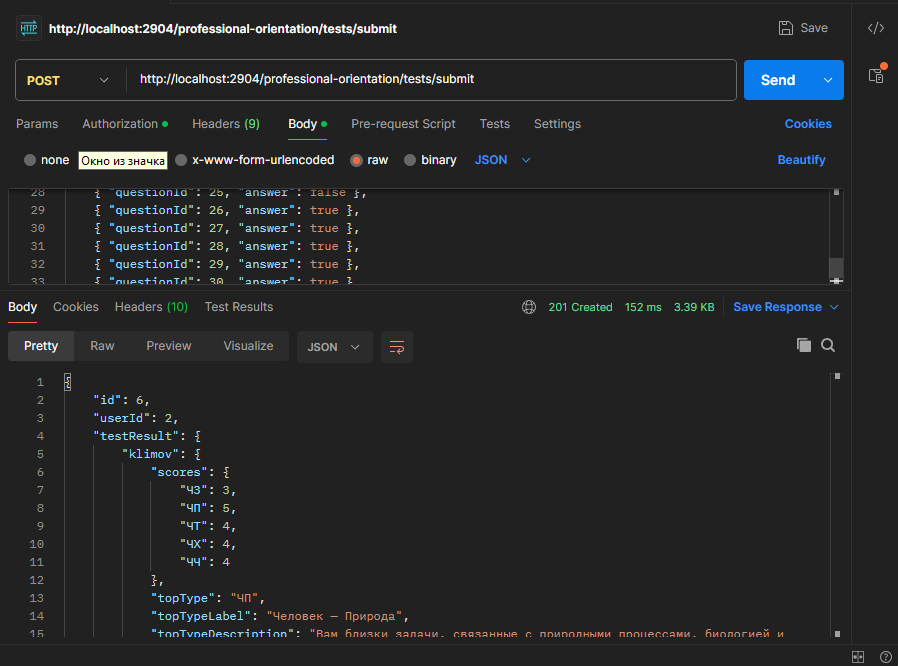 HTTP http://localhost:2904/professional-orientation/tests/submit Save
POST http://localhost:2904/professional-orientation/tests/submit Send
Params Authorization Headers (9) Body Pre-request Script Tests Settings Cookies
none Окно из значка x-www-form-urlencoded raw binary JSON Beautify
28 { "questionId": 25, "answer": false },
29 { "questionId": 26, "answer": true },
30 { "questionId": 27, "answer": true },
31 { "questionId": 28, "answer": true },
32 { "questionId": 29, "answer": true },
33 { "questionId": 30, "answer": true }
Body Cookies Headers (10) Test Results 201 Created 152 ms 3.39 KB Save Response
Pretty Raw Preview Visualize JSON
1 {
2 "id": 6,
3 "userId": 2,
4 "testResult": {
5 "klimov": {
6 "scores": {
7 "ЧЗ": 3,
8 "ЧП": 5,
9 "ЧТ": 4,
10 "ЧХ": 4,
11 "ЧЧ": 4
12 },
13 "topType": "ЧП",
14 "topTypeLabel": "Человек — Природа",
15 "topTypeDescription": "Вам близки задачи, связанные с природными процессами, биологией и